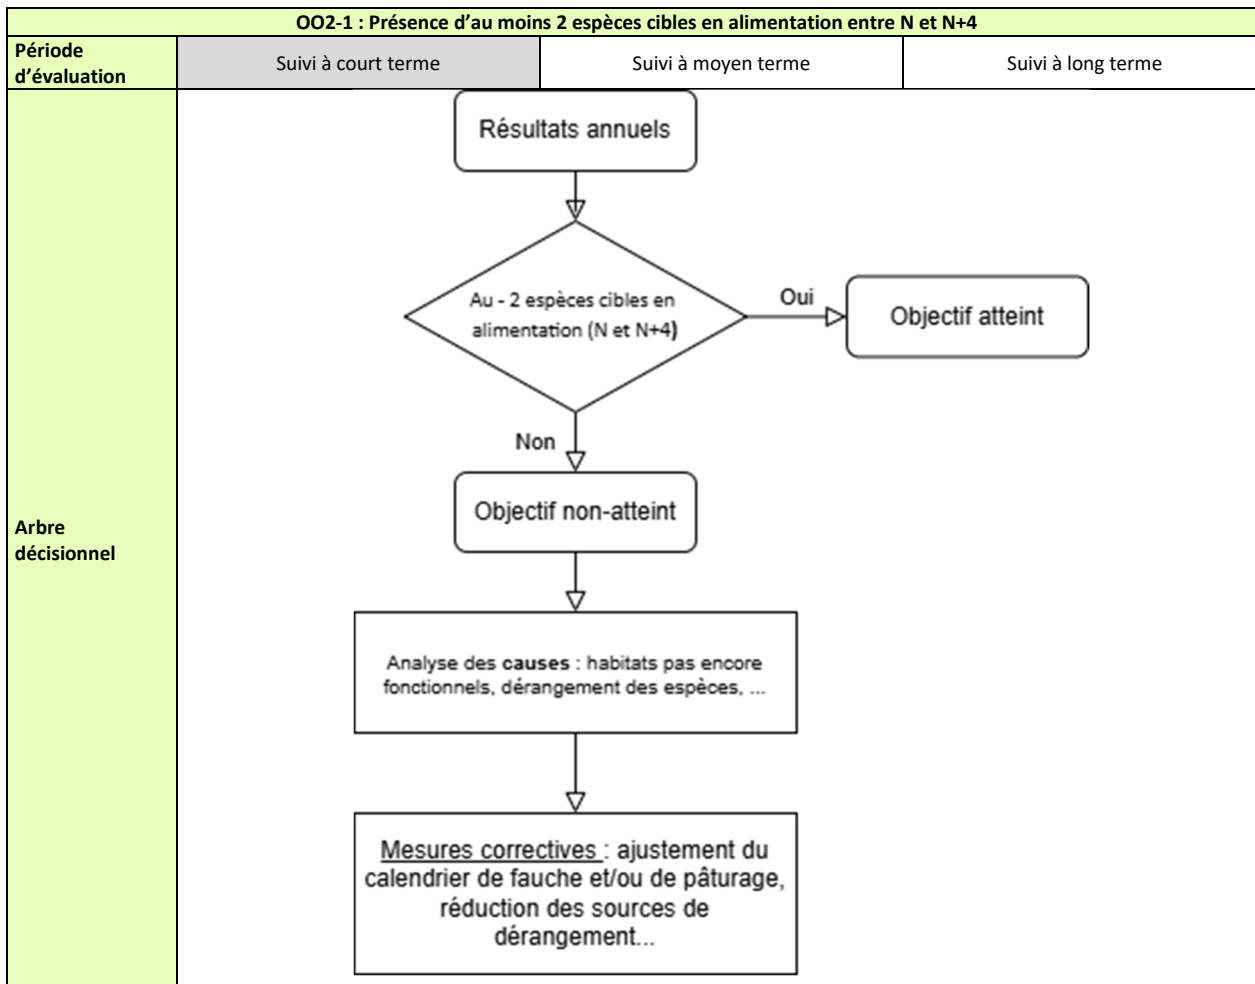 OO2-1 : Présence d’au moins 2 espèces cibles en alimentation entre N et N+4
Période
d’évaluation
Suivi à court terme
Suivi à moyen terme
Suivi à long terme
Arbre
décisionnel
Résultats annuels
Au - 2 espèces cibles en
alimentation (N et N+4)
Oui
Objectif atteint
Non
Objectif non-atteint
Analyse des causes : habitats pas encore
fonctionnels, dérangement des espèces, ...
Mesures correctives : ajustement du
calendrier de fauche et/ou de pâturage,
réduction des sources de
dérangement...